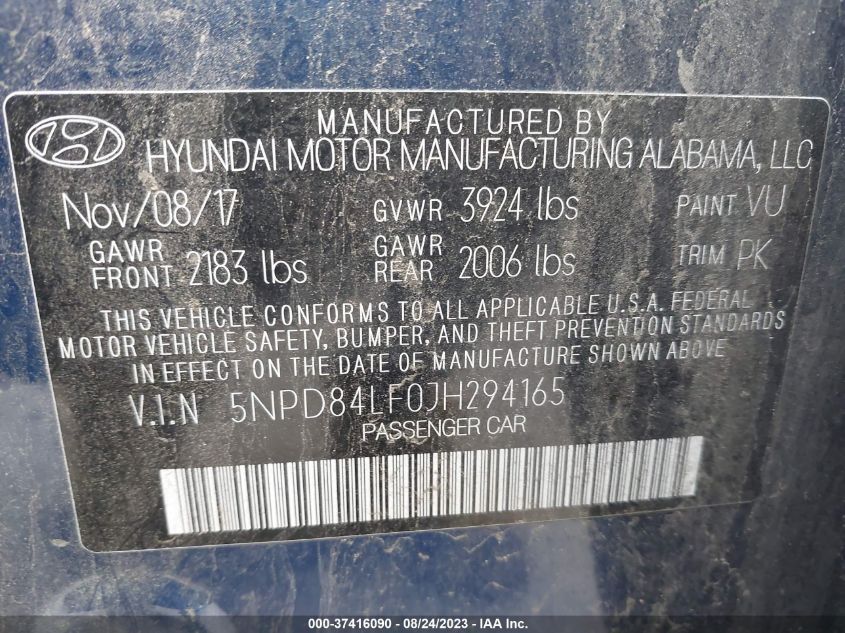 MANUFACTURED BY
HYUNDAI MOTOR MANUFACTURING ALABAMA, LLC
Nov/08/17 GVWR 3924 lbs PAINT VU
GAWR FRONT 2183 lbs GAWR REAR 2006 lbs TRIM PK
THIS VEHICLE CONFORMS TO ALL APPLICABLE U.S.A. FEDERAL
MOTOR VEHICLE SAFETY, BUMPER, AND THEFT PREVENTION STANDARDS
IN EFFECT ON THE DATE OF MANUFACTURE SHOWN ABOVE
V.I.N 5NPD84LF0JH294165
PASSENGER CAR
000-37416090 - 08/24/2023 - IAA Inc.